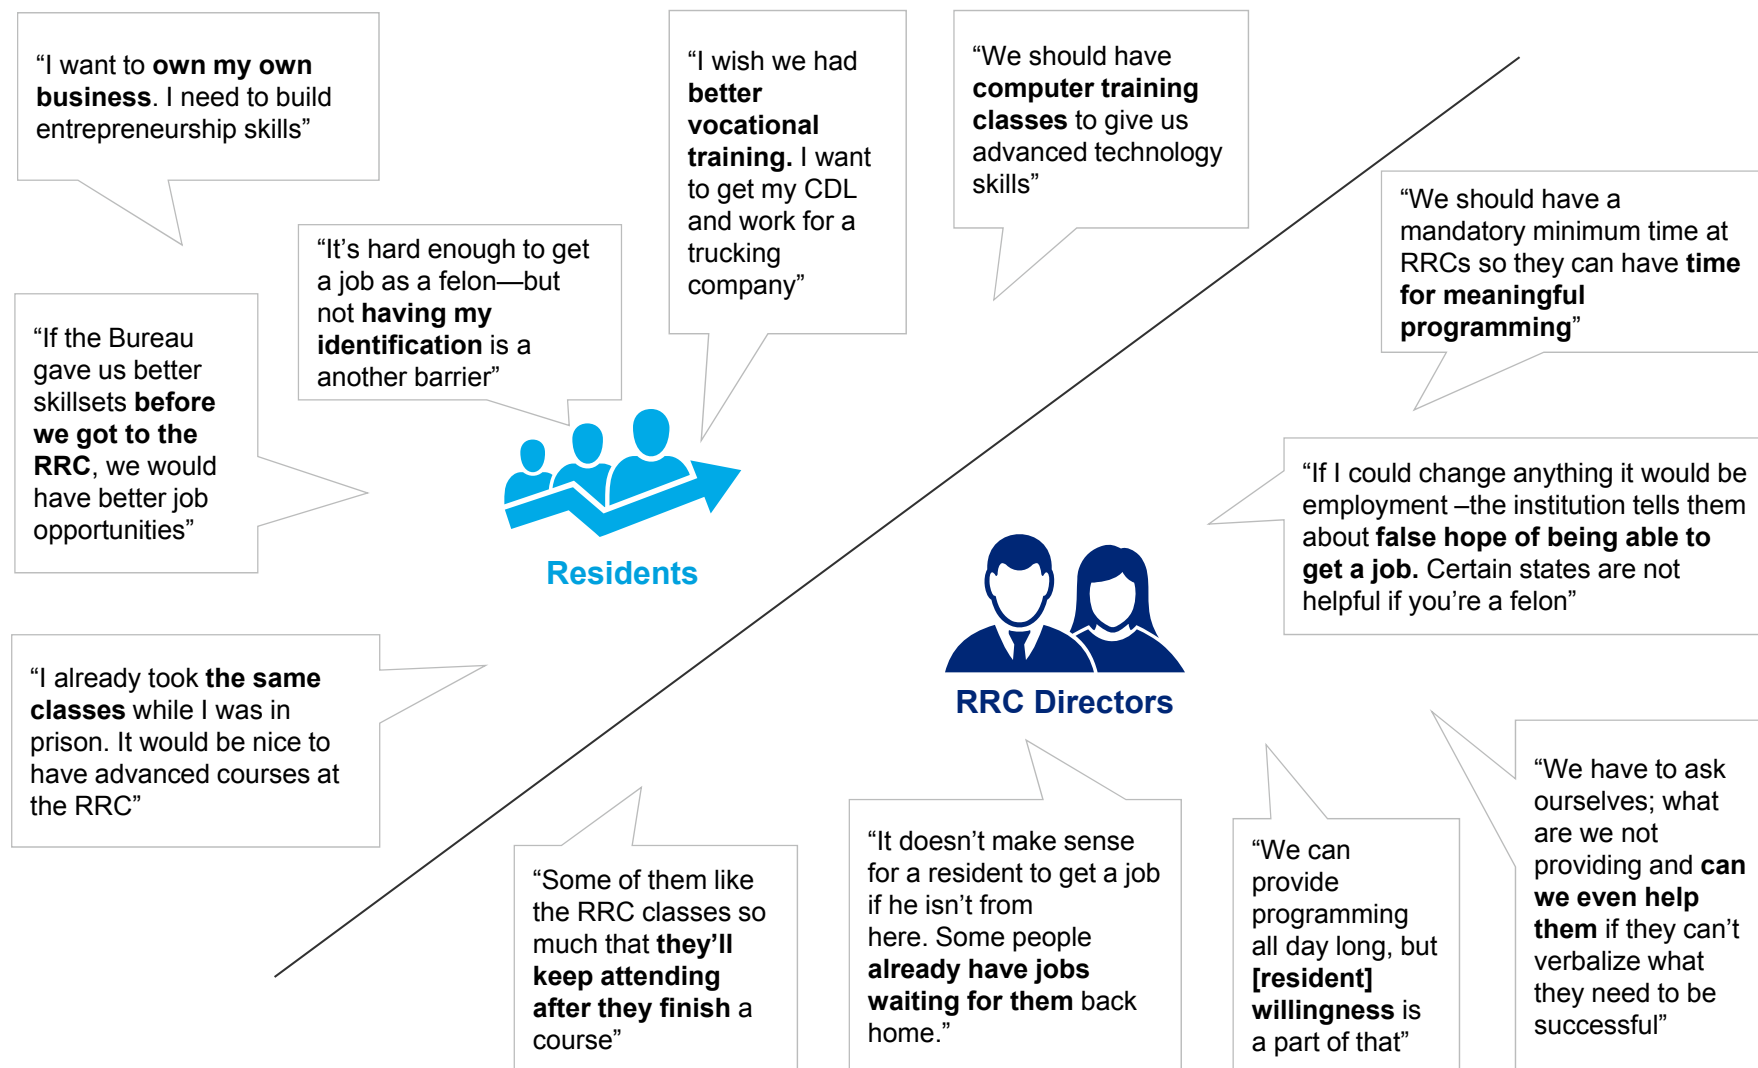 “I want to own my own
business. I need to build
entrepreneurship skills”
“I wish we had
better
vocational
training. I want
to get my CDL
and work for a
trucking
company”
“We should have
computer training
classes to give us
advanced technology
skills”
“We should have a
mandatory minimum time at
RRCs so they can have time
for meaningful
programming”
“It’s hard enough to get
a job as a felon—but
not having my
identification is a
another barrier”
“If the Bureau
gave us better
skillsets before
we got to the
RRC, we would
have better job
opportunities”
Residents
“If I could change anything it would be
employment –the institution tells them
about false hope of being able to
get a job. Certain states are not
helpful if you’re a felon”
RRC Directors
“I already took the same
classes while I was in
prison. It would be nice to
have advanced courses at
the RRC”
“Some of them like
the RRC classes so
much that they’ll
keep attending
after they finish a
course”
“It doesn’t make sense
for a resident to get a job
if he isn’t from
here. Some people
already have jobs
waiting for them back
home.”
“We can
provide
programming
all day long, but
[resident]
willingness is
a part of that”
“We have to ask
ourselves; what
are we not
providing and can
we even help
them if they can’t
verbalize what
they need to be
successful”